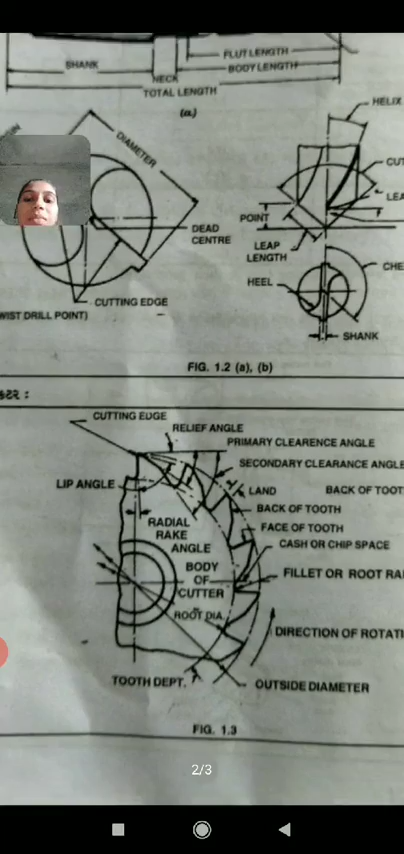 FLUT LENGTH
SHANK
BODY LENGTH
NECK
TOTAL LENGTH
(a.)
HELIX
DIAMETER
CUT
LEA
POINT
DEAD
CENTRE
LEAP
LENGTH
CHE
HEEL
CUTTING EDGE
WIST DRILL POINT)
SHANK
FIG. 1.2 (a), (b)
CUTTING EDGE
RELIEF ANGLE
PRIMARY CLEARENCE ANGLE
SECONDARY CLEARANCE ANGLE
LIP ANGLE
LAND
BACK OF TOOT
BACK OF TOOTH
RADIAL
RAKE
ANGLE
FACE OF TOOTH
CASH OR CHIP SPACE
BODY
OF
CUTTER
FILLET OR ROOT RA
ROOT DIA.
DIRECTION OF ROTATI
TOOTH DEPT.
OUTSIDE DIAMETER
FIG. 1.3
2/3